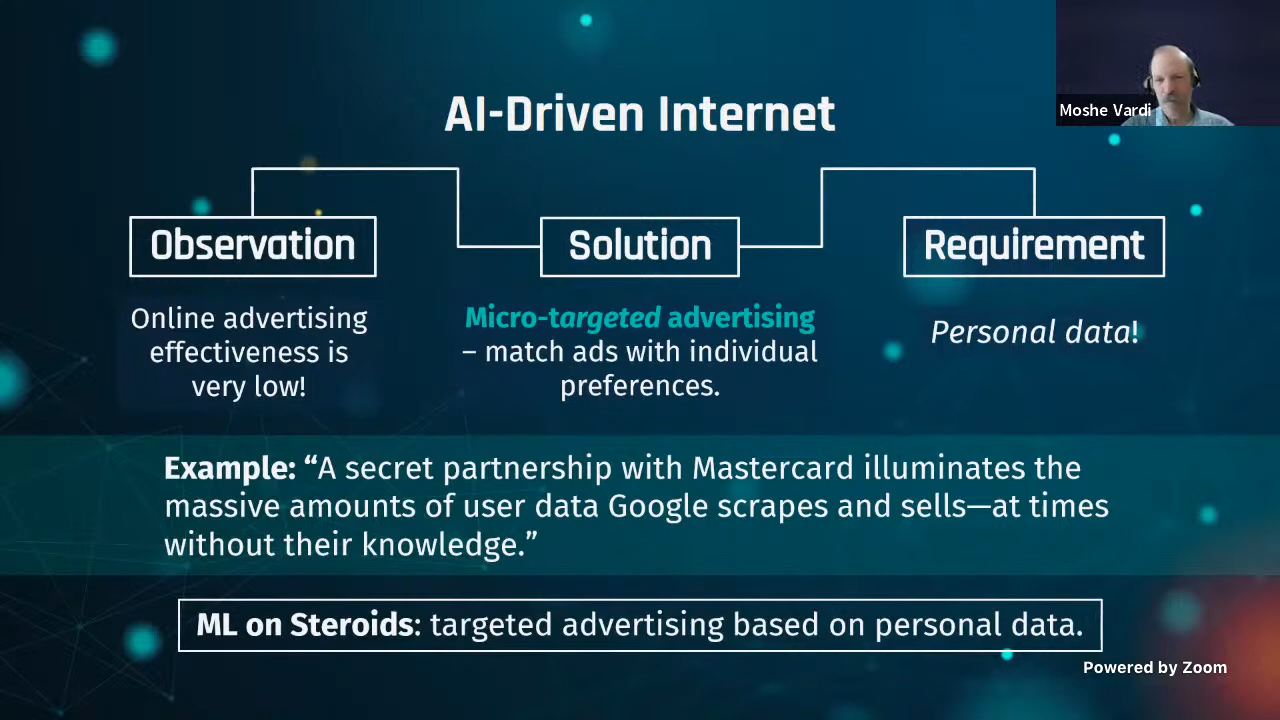 AI-Driven Internet
Moshe Vardi
Observation
Online advertising
effectiveness is
very low!
Solution
Micro-targeted advertising
– match ads with individual
preferences.
Requirement
Personal data!
Example: “A secret partnership with Mastercard illuminates the
massive amounts of user data Google scrapes and sells—at times
without their knowledge.”
ML on Steroids: targeted advertising based on personal data.
Powered by Zoom